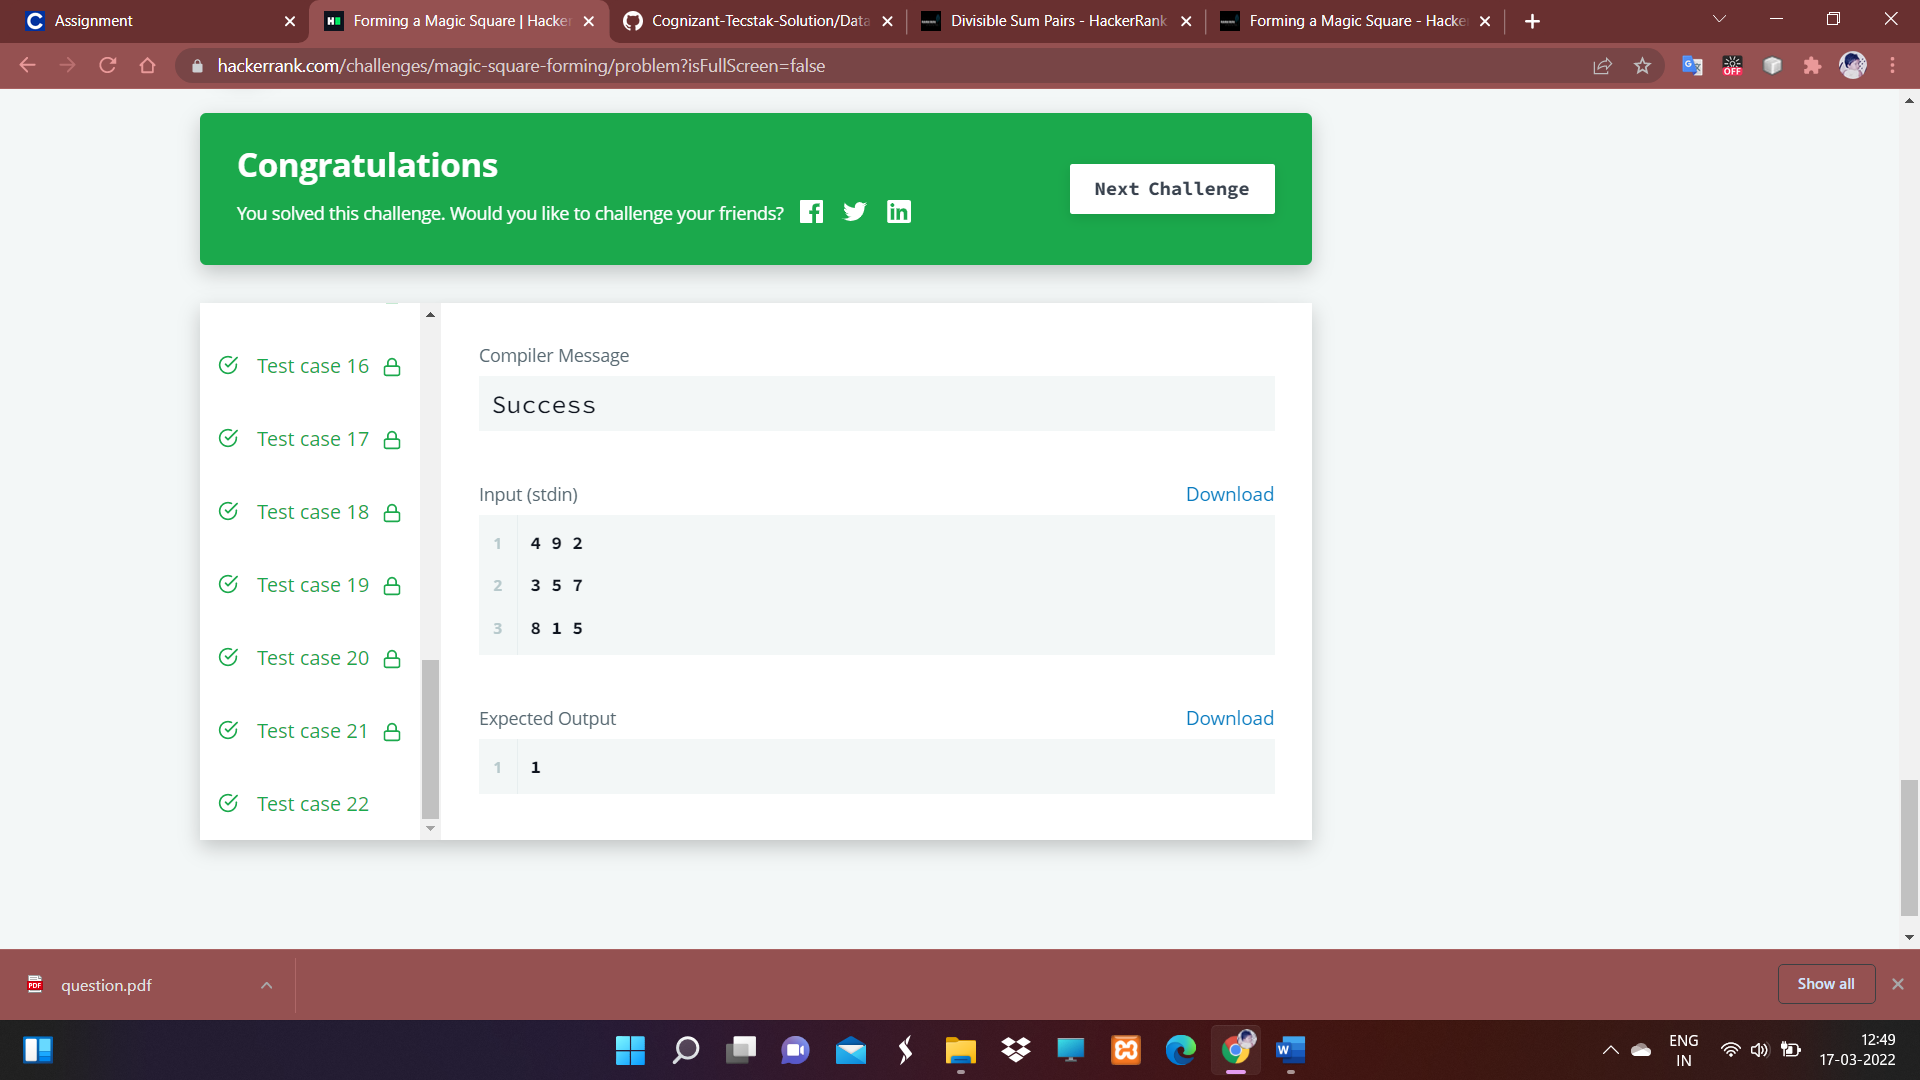 Assignment
Forming a Magic Square | Hacker
Cognizant-Tecstak-Solution/Data
Divisible Sum Pairs - HackerRank
Forming a Magic Square - Hacke
hackerrank.com/challenges/magic-square-forming/problem?isFullScreen=false
OFF
Congratulations
You solved this challenge. Would you like to challenge your friends?
Next Challenge
Test case 16
Test case 17
Test case 18
Test case 19
Test case 20
Test case 21
Test case 22
Compiler Message
Success
Input (stdin)
Download
1 4 9 2
2 3 5 7
3 8 1 5
Expected Output
Download
1 1
question.pdf
Show all
ENG
IN
12:49
17-03-2022